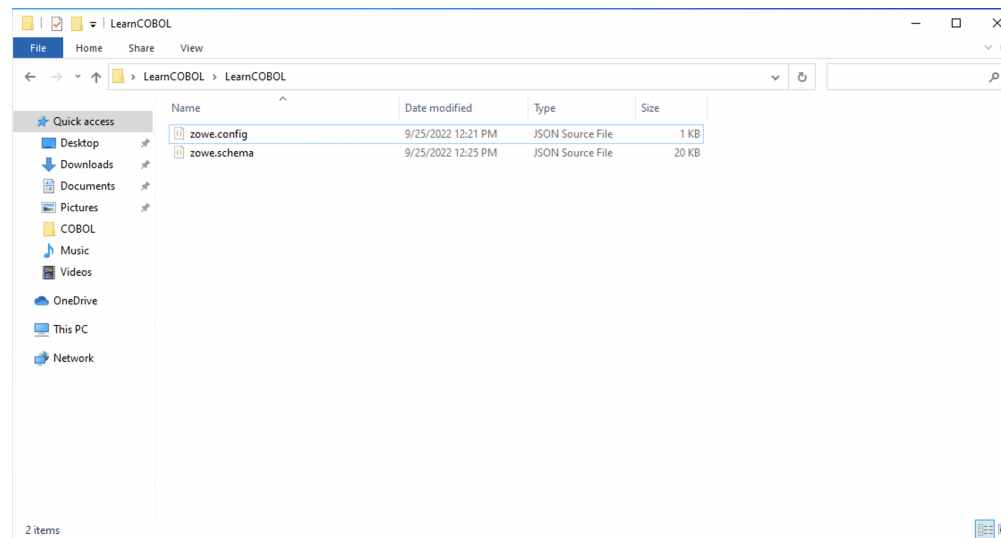 LearnCOBOL
File Home Share View
LearnCOBOL > LearnCOBOL
Name Date modified Type Size
Quick access
zowe.config 9/25/2022 12:21 PM JSON Source File 1 KB
Desktop
zowe.schema 9/25/2022 12:25 PM JSON Source File 20 KB
Downloads
Documents
Pictures
COBOL
Music
Videos
OneDrive
This PC
Network
2 items